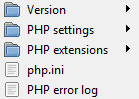 Version
PHP settings
PHP extensions
php.ini
PHP error log